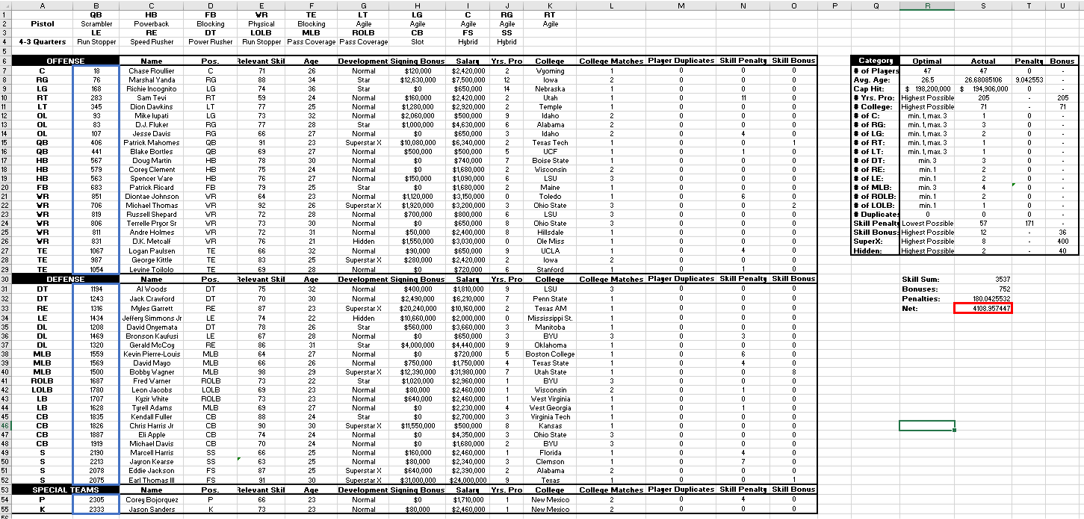 A B C D E F G H I J K L M N O P Q R S T U
1 QB HB FB WR TE LT LG C RG RT
2 Pistol Scrambler Powerback Blocking Physical Blocking Agile Agile Agile Agile Agile
3 LE RE DT LOLB MLB ROLB CB FS SS
4 4-3 Quarters Run Stopper Speed Rusher Power Rusher Run Stopper Pass Coverage Pass Coverage Slot Hybrid Hybrid
5
6 OFFENSE Name Pos. Relevant Skill Age Development Signing Bonus Salary Yrs. Pro College College Matches Player Duplicates Skill Penalty Skill Bonus Category Optimal Actual Penalty Bonus
7 C 18 Chase Roullier C 71 26 Normal $120,000 $2,420,000 2 Wyoming 1 0 0 0 # of Players 47 47 0 -
8 RG 76 Marshal Yanda RG 88 34 Star $12,630,000 $7,500,000 12 Iowa 2 0 0 0 Avg. Age: 26.5 26.68085106 9.042553 -
9 LG 168 Richie Incognito LG 74 36 Star $0 $650,000 14 Nebraska 1 0 0 0 Cap Hit: $ 198,200,000 $ 194,906,000 0 -
10 RT 283 Sam Tevi RT 59 24 Normal $160,000 $2,420,000 2 Utah 1 0 11 0 # Yrs. Pro: Highest Possible 205 - 205
11 LT 345 Dion Dawkins LT 77 25 Normal $1,280,000 $2,920,000 2 Temple 1 0 0 0 # College: Highest Possible 71 - 71
12 OL 93 Mike Iupati LG 73 32 Normal $2,060,000 $500,000 9 Idaho 2 0 0 0 # of C: min. 1, max. 3 1 0 -
13 OL 83 D.J. Fluker RG 77 28 Star $1,000,000 $4,630,000 6 Alabama 2 0 0 0 # of RG: min. 1, max. 3 3 0 -
14 OL 107 Jesse Davis RG 66 27 Normal $0 $650,000 3 Idaho 2 0 4 0 # of LG: min. 1, max. 3 2 0 -
15 QB 406 Patrick Mahomes QB 91 23 Superstar X $10,080,000 $6,340,000 2 Texas Tech 1 0 0 1 # of RT: min. 1, max. 3 1 0 -
16 QB 441 Blake Bortles QB 69 27 Normal $500,000 $500,000 5 UCF 1 0 1 0 # of LT: min. 1, max. 3 1 0 -
17 HB 567 Doug Martin HB 78 30 Normal $0 $740,000 7 Boise State 1 0 0 0 # of DT: min. 3 3 0 -
18 HB 579 Corey Clement HB 75 24 Normal $0 $1,680,000 2 Wisconsin 2 0 0 0 # of RE: min. 1 2 0 -
19 HB 563 Spencer Ware HB 76 27 Normal $150,000 $1,090,000 6 LSU 3 0 0 0 # of LE: min. 1 2 0 -
20 FB 683 Patrick Ricard FB 79 25 Star $0 $1,680,000 2 Maine 1 0 0 0 # of MLB: min. 3 4 0 -
21 WR 851 Diontae Johnson WR 64 23 Normal $1,120,000 $3,150,000 0 Toledo 1 0 6 0 # of ROLB: min. 1 2 0 -
22 WR 706 Michael Thomas WR 92 26 Superstar X $1,920,000 $3,200,000 3 Ohio State 3 0 0 2 # of LOLB: min. 1 1 0 -
23 WR 819 Russell Shepard WR 72 28 Normal $700,000 $800,000 6 LSU 3 0 0 0 # Duplicates 0 0 0 -
24 WR 806 Terrelle Pryor Sr WR 73 30 Normal $0 $650,000 8 Ohio State 3 0 0 0 Skill Penalty Lowest Possible 57 171 -
25 WR 811 Andre Holmes WR 72 31 Normal $50,000 $2,400,000 8 Hillsdale 1 0 0 0 Skill Bonus: Highest Possible 12 - 36
26 WR 831 D.K. Metcalf WR 76 21 Hidden $1,550,000 $3,030,000 0 Ole Miss 1 0 0 0 SuperX: Highest Possible 8 - 400
27 TE 1067 Logan Paulsen TE 66 32 Normal $90,000 $650,000 9 UCLA 1 0 4 0 Hidden: Highest Possible 2 - 40
28 TE 987 George Kittle TE 83 25 Superstar X $280,000 $2,420,000 2 Iowa 2 0 0 0
29 TE 1054 Levine Toilolo TE 69 28 Normal $0 $720,000 6 Stanford 1 0 1 0
30 DEFENSE Name Pos. Relevant Skill Age Development Signing Bonus Salary Yrs. Pro College College Matches Player Duplicates Skill Penalty Skill Bonus Skill Sum: 3537
31 DT 1194 Al Woods DT 75 32 Normal $400,000 $1,810,000 9 LSU 3 0 0 0 Bonuses: 752
32 DT 1243 Jack Crawford DT 70 30 Normal $2,490,000 $6,210,000 7 Penn State 1 0 0 0 Penalties: 180.0425532
33 RE 1316 Myles Garrett RE 87 23 Superstar X $20,240,000 $10,160,000 2 Texas AM 1 0 0 0 Net: 4108.957447
34 LE 1434 Jeffery Simmons Jr LE 74 22 Hidden $10,660,000 $2,000,000 0 Mississippi St. 1 0 0 0
35 DL 1208 David Onyemata DT 78 26 Star $560,000 $3,660,000 3 Manitoba 1 0 0 0
36 DL 1469 Bronson Kaufusi LE 67 28 Normal $0 $650,000 3 BYU 3 0 3 0
37 DL 1320 Gerald McCoy RE 86 31 Star $4,000,000 $4,440,000 9 Oklahoma 1 0 0 0
38 MLB 1559 Kevin Pierre-Louis MLB 64 27 Normal $0 $720,000 5 Boston College 1 0 6 0
39 MLB 1569 David Mayo MLB 66 26 Normal $750,000 $1,750,000 4 Texas State 1 0 4 0
40 MLB 1500 Bobby Wagner MLB 98 29 Superstar X $12,390,000 $31,980,000 7 Utah State 1 0 0 8
41 ROLB 1687 Fred Warner ROLB 73 22 Star $1,020,000 $2,960,000 1 BYU 3 0 0 0
42 LOLB 1780 Leon Jacobs LOLB 69 23 Normal $80,000 $2,460,000 1 Wisconsin 2 0 1 0
43 LB 1707 Kyzir White ROLB 73 23 Normal $640,000 $2,460,000 1 West Virginia 1 0 0 0
44 LB 1628 Tyrell Adams MLB 69 27 Normal $0 $2,230,000 4 West Georgia 1 0 1 0
45 CB 1835 Kendall Fuller CB 88 24 Star $0 $2,700,000 3 Virginia Tech 1 0 0 0
46 CB 1826 Chris Harris Jr CB 90 30 Superstar X $11,550,000 $500,000 8 Kansas 1 0 0 0
47 CB 1887 Eli Apple CB 74 24 Normal $0 $4,350,000 3 Ohio State 3 0 0 0
48 CB 1919 Michael Davis CB 70 24 Normal $0 $1,680,000 2 BYU 3 0 0 0
49 S 2190 Marcell Harris SS 66 25 Normal $160,000 $2,460,000 1 Florida 1 0 4 0
50 S 2213 Jayron Kearse SS 63 25 Normal $80,000 $2,340,000 3 Clemson 1 0 7 0
51 S 2078 Eddie Jackson FS 87 25 Superstar X $640,000 $2,390,000 2 Alabama 2 0 0 0
52 S 2075 Earl Thomas III FS 91 30 Superstar X $31,000,000 $24,000,000 9 Texas 1 0 0 1
53 SPECIAL TEAMS Name Pos. Relevant Skill Age Development Signing Bonus Salary Yrs. Pro College College Matches Player Duplicates Skill Penalty Skill Bonus
54 P 2305 Corey Bojorquez P 66 23 Normal $0 $1,710,000 1 New Mexico 2 0 4 0
55 K 2333 Jason Sanders K 73 23 Normal $80,000 $2,460,000 1 New Mexico 2 0 0 0